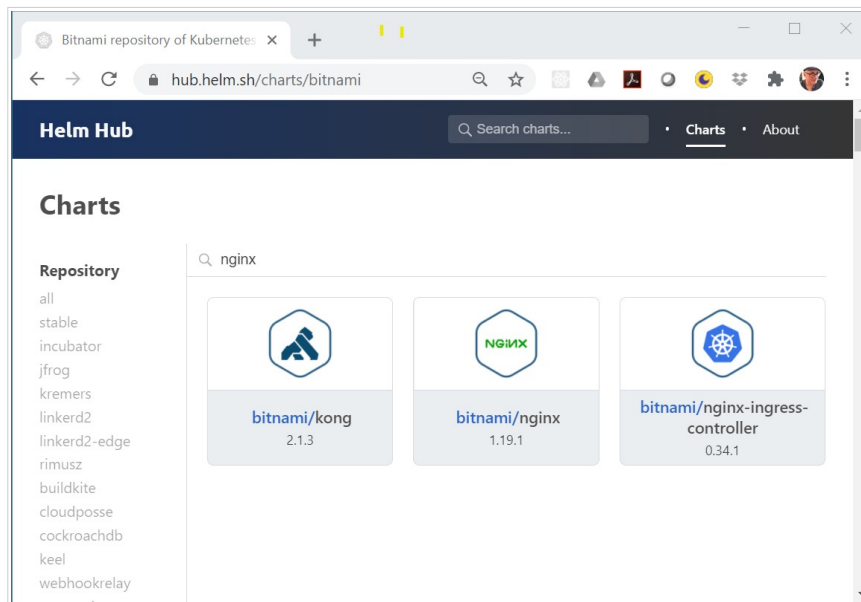 Bitnami repository of Kubernetes
hub.helm.sh/charts/bitnami
Helm Hub
Search charts...
Charts
About
Charts
Repository
all
stable
incubator
jfrog
kremers
linkerd2
linkerd2-edge
rimusz
buildkite
cloudposse
cockroachdb
keel
webhookrelay
nginx
bitnami/kong
2.1.3
NGINX
bitnami/nginx
1.19.1
bitnami/nginx-ingress-
controller
0.34.1